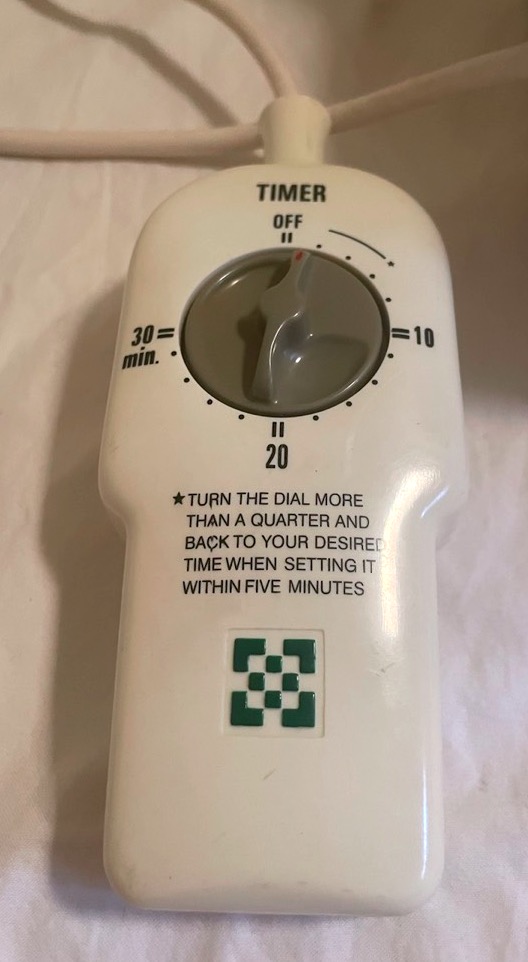 TIMER
OFF
30 10
min.
20
★TURN THE DIAL MORE
THAN A QUARTER AND
BACK TO YOUR DESIRED
TIME WHEN SETTING IT
WITHIN FIVE MINUTES